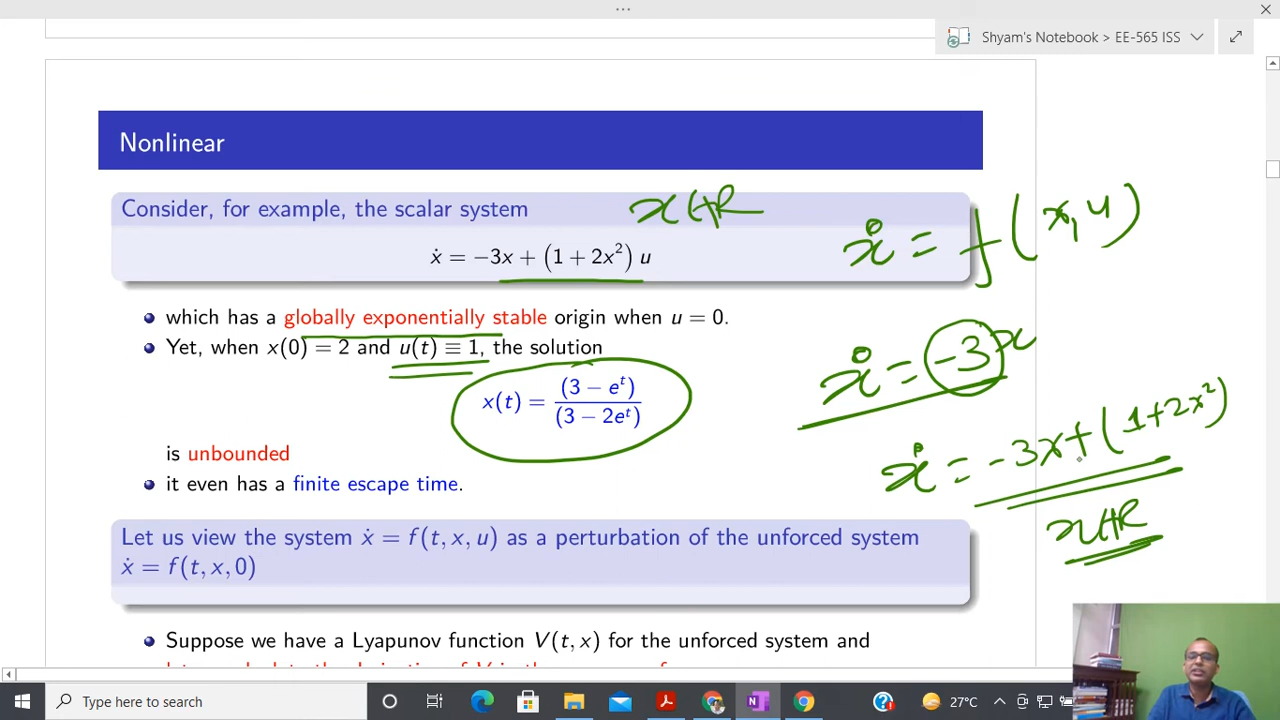 Shyam's Notebook > EE-565 ISS
Nonlinear
Consider, for example, the scalar system
x ∈ ℝ
ẋ = −3x + (1 + 2x²) u
ẋ = f(x, u)
which has a globally exponentially stable origin when u = 0.
Yet, when x(0) = 2 and u(t) ≡ 1, the solution
ẋ = -3x
x(t) = (3 − eᵗ) / (3 − 2eᵗ)
ẋ = -3x + (1+2x²)
is unbounded
it even has a finite escape time.
x ∈ ℝ
Let us view the system ẋ = f(t, x, u) as a perturbation of the unforced system
ẋ = f(t, x, 0)
Suppose we have a Lyapunov function V(t, x) for the unforced system and
Type here to search
27°C